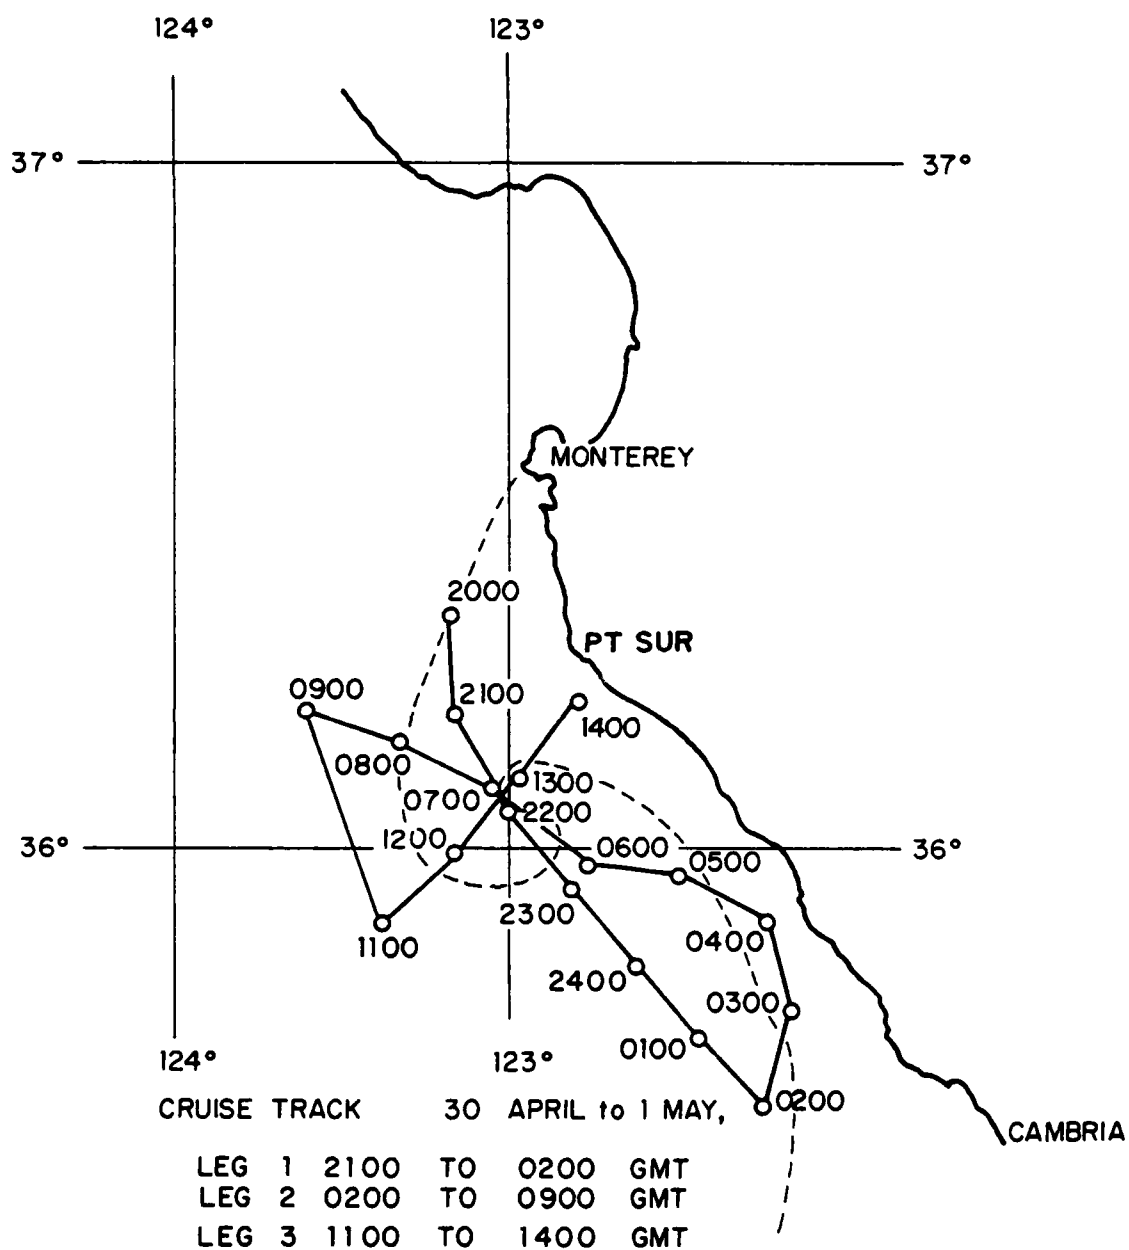 124° 123°
37° 37°
MONTEREY
2000
PT SUR
0900 2100
1400
0800
1300
0700
2200
1200
36° 0600 0500 36°
2300
1100 0400
2400
0300
0100
124° 123°
0200
CRUISE TRACK 30 APRIL to 1 MAY,
CAMBRIA
LEG 1 2100 TO 0200 GMT
LEG 2 0200 TO 0900 GMT
LEG 3 1100 TO 1400 GMT